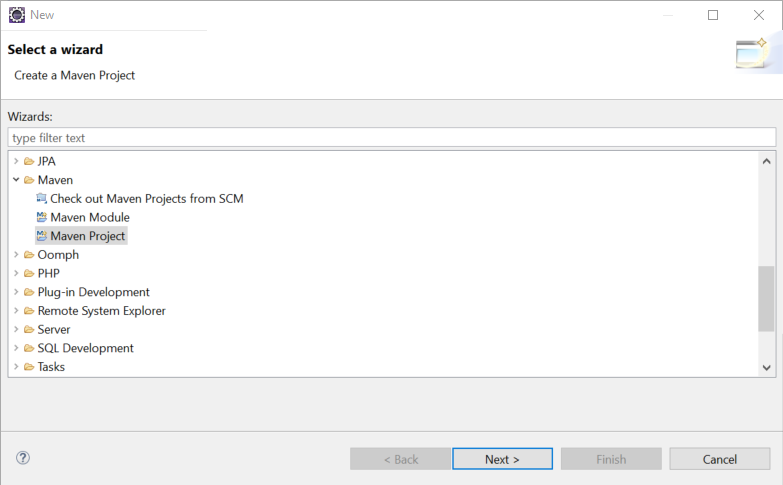 New
Select a wizard
Create a Maven Project
Wizards:
type filter text
JPA
Maven
Check out Maven Projects from SCM
Maven Module
Maven Project
Oomph
PHP
Plug-in Development
Remote System Explorer
Server
SQL Development
Tasks
? < Back Next > Finish Cancel